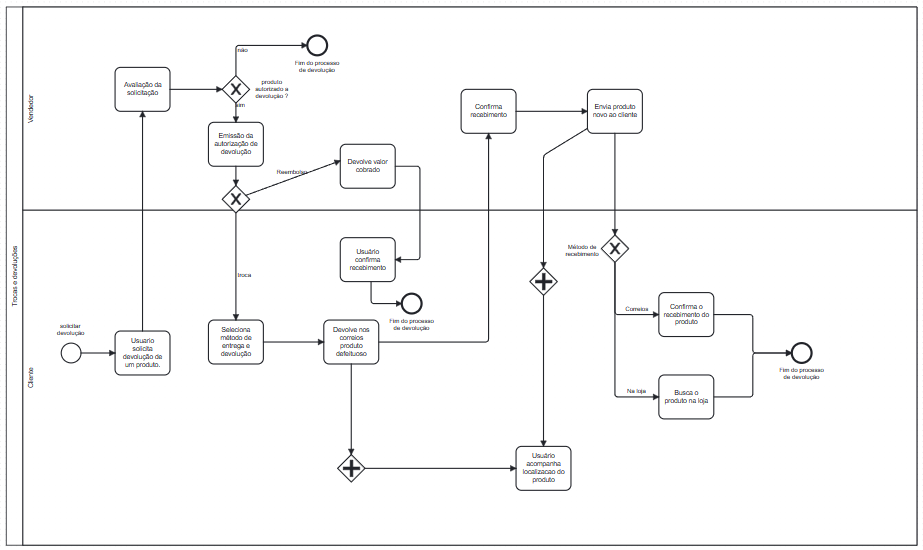 Trocas e devoluções
Vendedor
Cliente
solicitar
devolução
Usuario
solicita
devolução de
um produto.
Avaliação da
solicitação
não
Fim do processo
de devolução
produto
autorizado a
devolução ?
sim
Emissão da
autorização de
devolução
Reembolso
Devolve valor
cobrado
Usuário
confirma
recebimento
Fim do processo
de devolução
troca
Seleciona
método de
entrega e
devolução
Devolve nos
correios
produto
defeituoso
Confirma
recebimento
Envia produto
novo ao cliente
Usuário
acompanha
localizacao do
produto
Método de
recebimento
Correios
Confirma o
recebimento do
produto
Na loja
Busca o
produto na loja
Fim do processo
de devolução